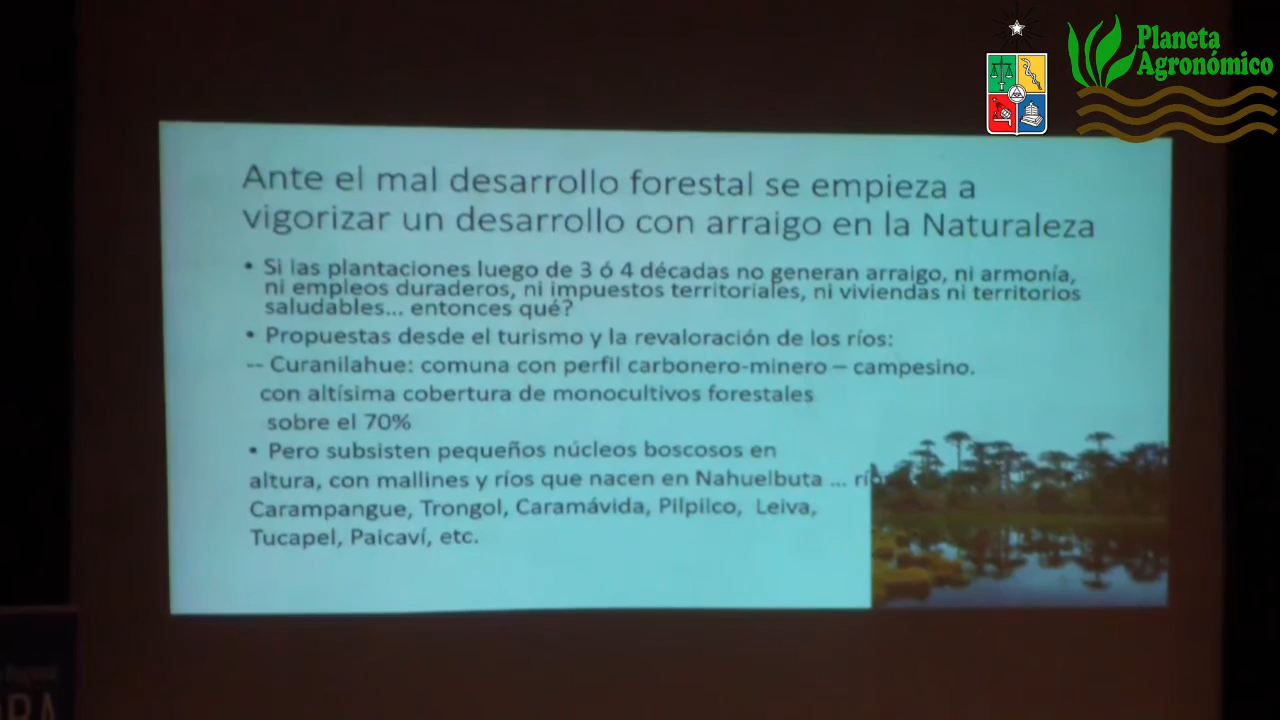 Planeta
Agronómico
Ante el mal desarrollo forestal se empieza a
vigorizar un desarrollo con arraigo en la Naturaleza
• Si las plantaciones luego de 3 ó 4 décadas no generan arraigo, ni armonía,
ni empleos duraderos, ni impuestos territoriales, ni viviendas ni territorios
saludables... entonces qué?
• Propuestas desde el turismo y la revaloración de los ríos:
-- Curanilahue: comuna con perfil carbonero-minero – campesino.
con altísima cobertura de monocultivos forestales
sobre el 70%
• Pero subsisten pequeños núcleos boscosos en
altura, con mallines y ríos que nacen en Nahuelbuta ...
Carampangue, Trongol, Caramávida, Pilpilco, Leiva,
Tucapel, Paicaví, etc.